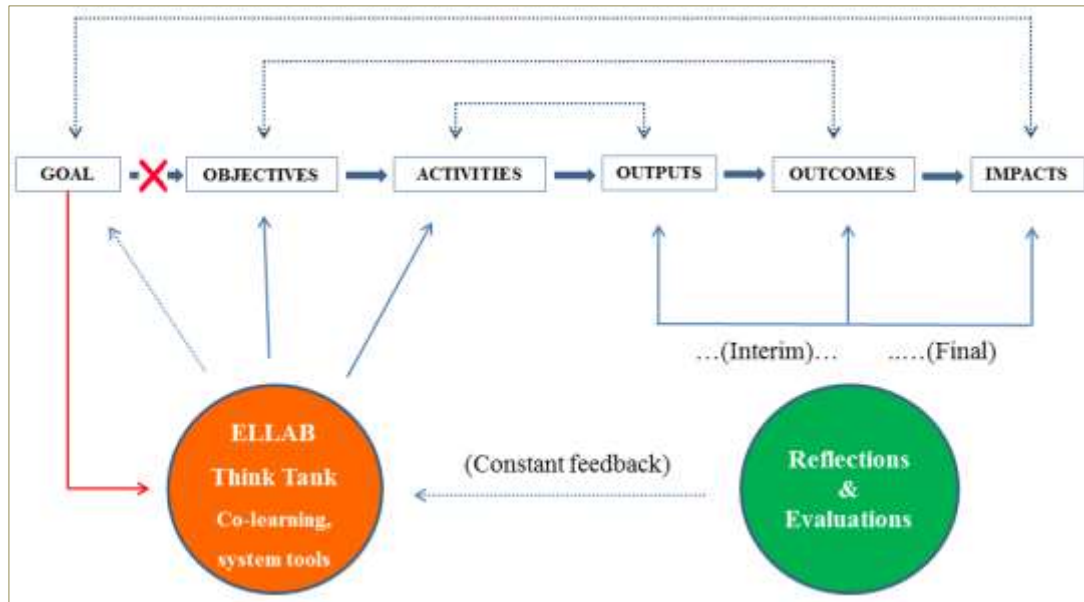 GOAL
OBJECTIVES
ACTIVITIES
OUTPUTS
OUTCOMES
IMPACTS
…(Interim)…
…..(Final)
ELLAB
Think Tank
Co-learning,
system tools
(Constant feedback)
Reflections
&
Evaluations